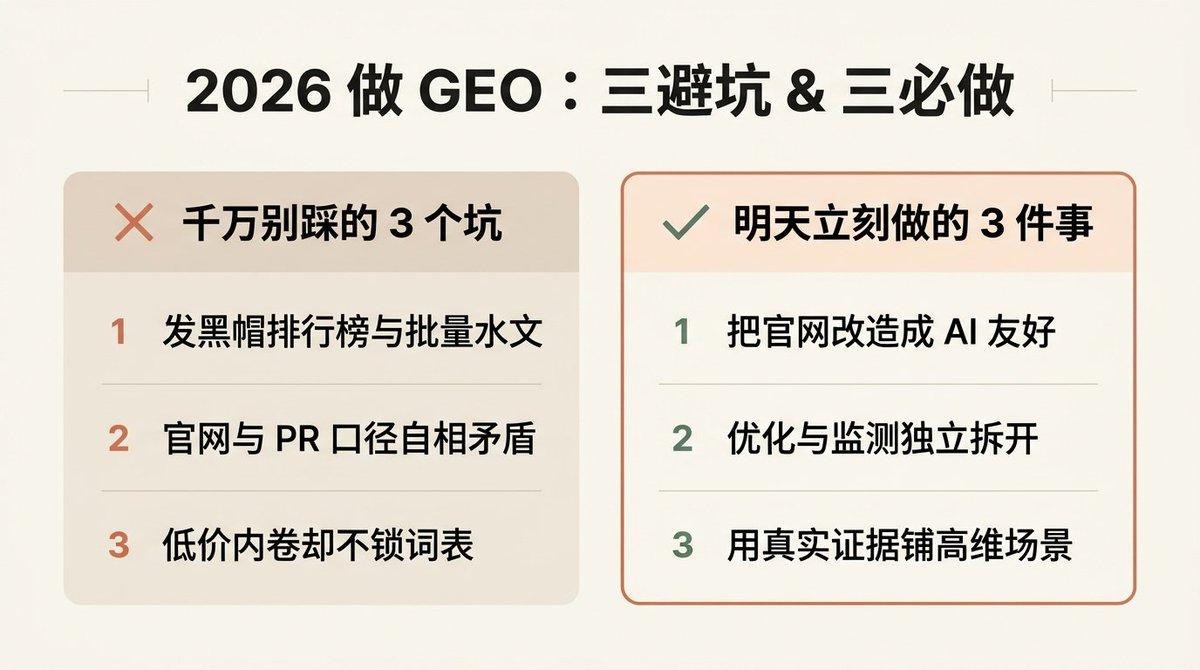 2026 做 GEO：三避坑 & 三必做
千万别踩的 3 个坑
1 发黑帽排行榜与批量水文
2 官网与 PR 口径自相矛盾
3 低价内卷却不锁词表
明天立刻做的 3 件事
1 把官网改造成 AI 友好
2 优化与监测独立拆开
3 用真实证据铺高维场景